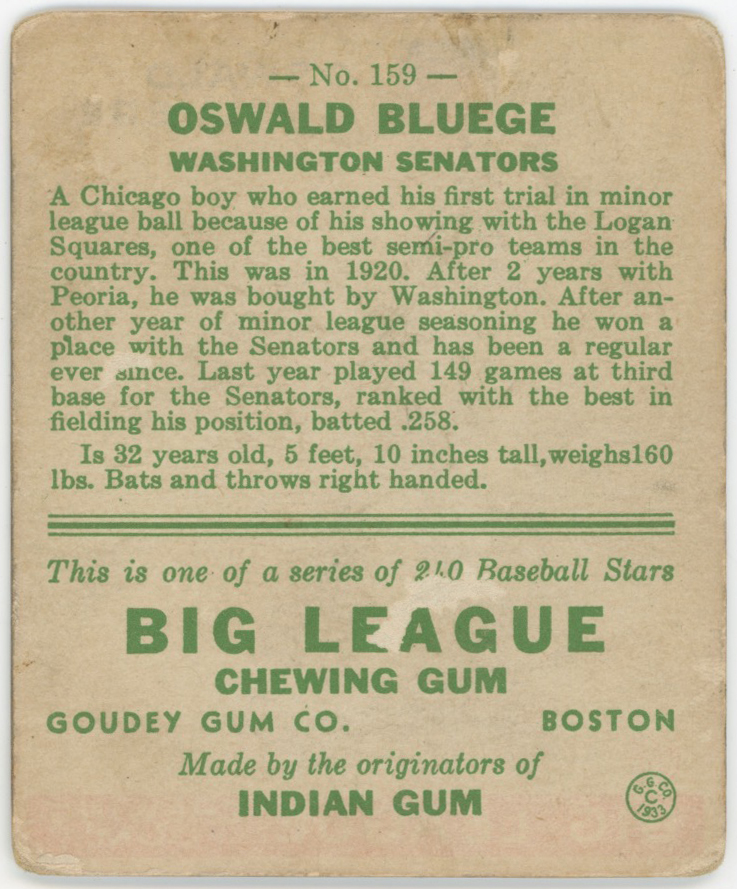 — No. 159 —
OSWALD BLUEGE
WASHINGTON SENATORS
A Chicago boy who earned his first trial in minor
league ball because of his showing with the Logan
Squares, one of the best semi-pro teams in the
country. This was in 1920. After 2 years with
Peoria, he was bought by Washington. After an-
other year of minor league seasoning he won a
place with the Senators and has been a regular
ever since. Last year played 149 games at third
base for the Senators, ranked with the best in
fielding his position, batted .258.
Is 32 years old, 5 feet, 10 inches tall,weighs160
lbs. Bats and throws right handed.
This is one of a series of 240 Baseball Stars
BIG LEAGUE
CHEWING GUM
GOUDEY GUM CO. BOSTON
Made by the originators of
INDIAN GUM
G.G.CO.
C
1933